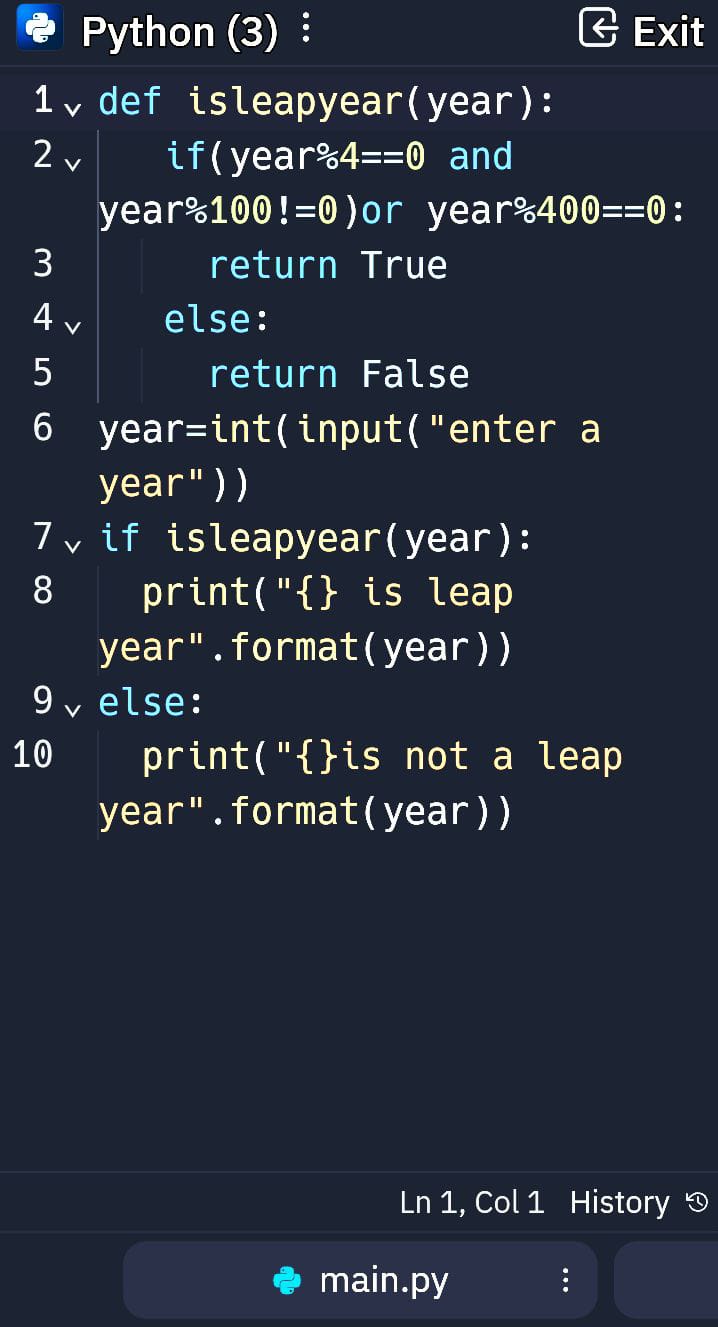 Python (3)
Exit
1 def isleapyear(year):
2    if(year%4==0 and
year%100!=0)or year%400==0:
3      return True
4    else:
5      return False
6 year=int(input("enter a
year"))
7 if isleapyear(year):
8   print("{} is leap
year".format(year))
9 else:
10   print("{}is not a leap
year".format(year))
Ln 1, Col 1 History
main.py